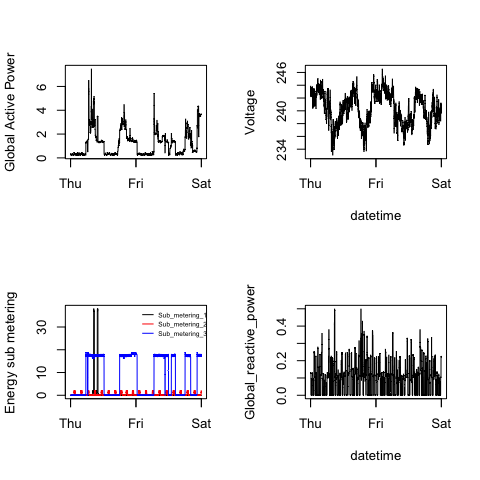 Global Active Power
6
4
2
0
Thu Fri Sat
Voltage
246
240
234
Thu Fri Sat
datetime
Energy sub metering
30
10
0
Sub_metering_1
Sub_metering_2
Sub_metering_3
Thu Fri Sat
Global_reactive_power
0.4
0.2
0.0
Thu Fri Sat
datetime